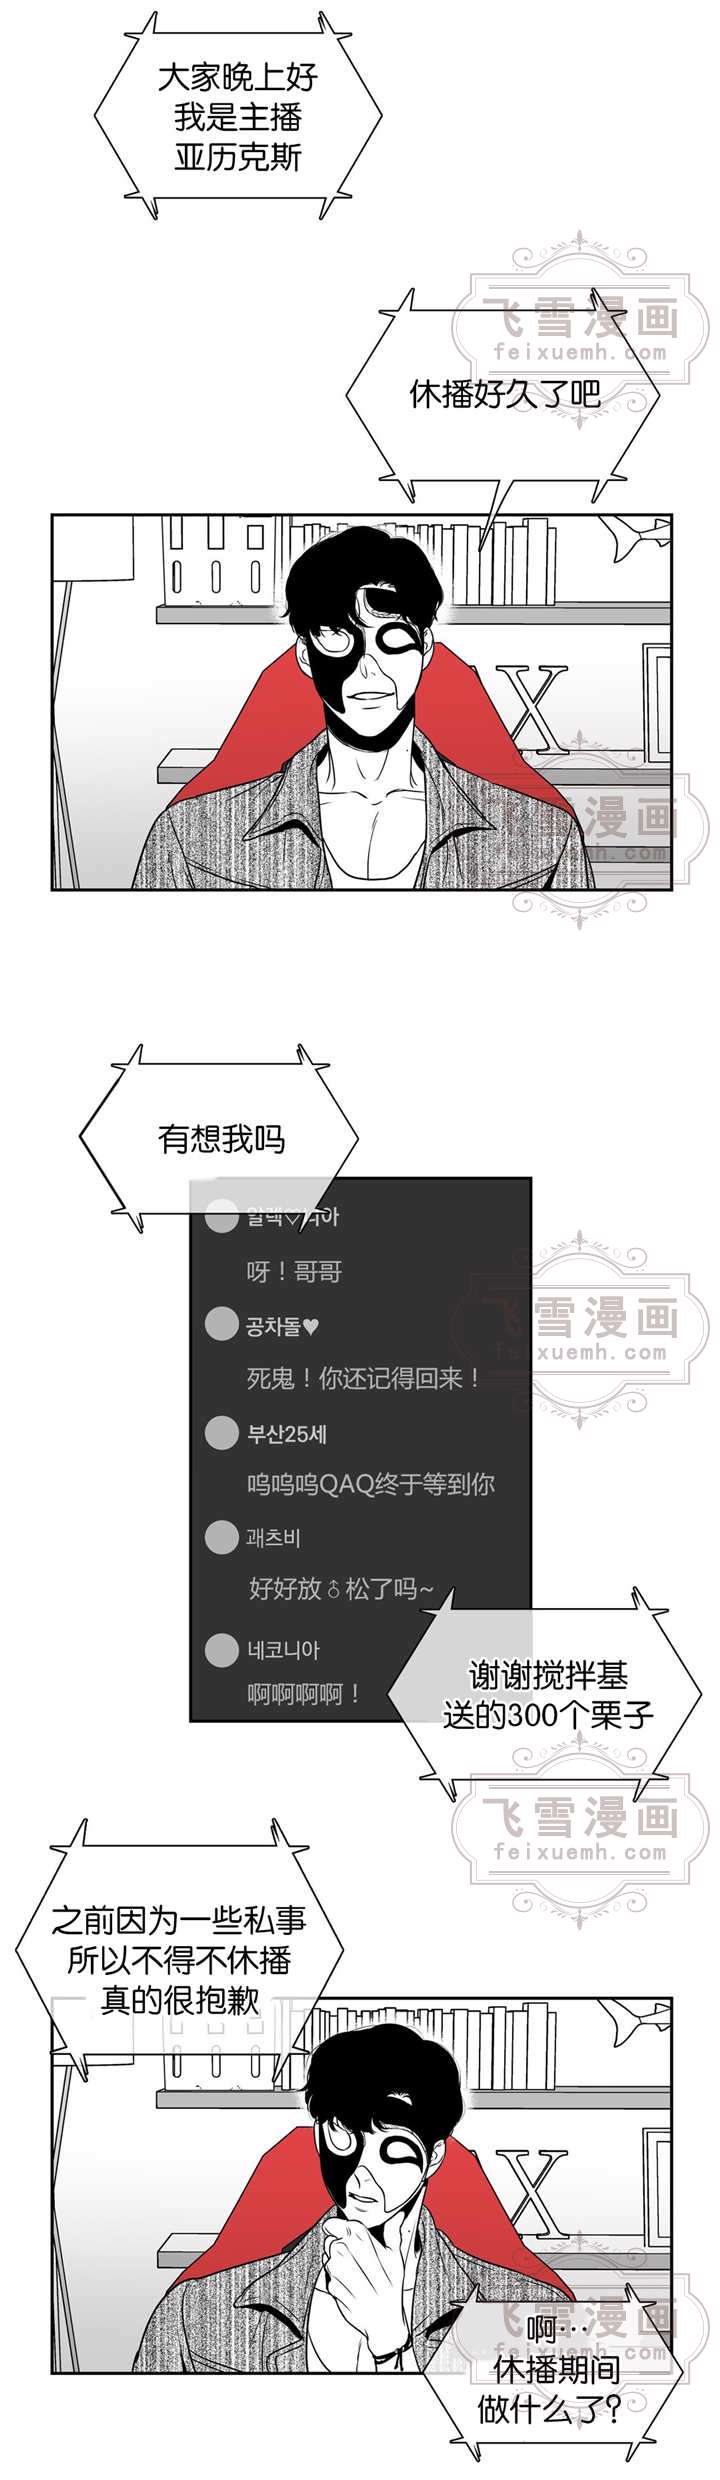 大家晚上好
我是主播
亚历克斯
飞雪漫画
feixuemh.com
休播好久了吧
X
飞雪漫画
feixuemh.com
有想我吗
呀！哥哥
飞雪漫画
feixuemh.com
공차돌♥
死鬼！你还记得回来！
부산25세
呜呜呜QAQ终于等到你
괘츠비
好好放♂松了吗~
네코니아
啊啊啊啊！
谢谢搅拌基
送的300个栗子
飞雪漫画
feixuemh.com
之前因为一些私事
所以不得不休播
真的很抱歉
X
飞雪漫画
feixuemh.com
啊…
休播期间
做什么了?